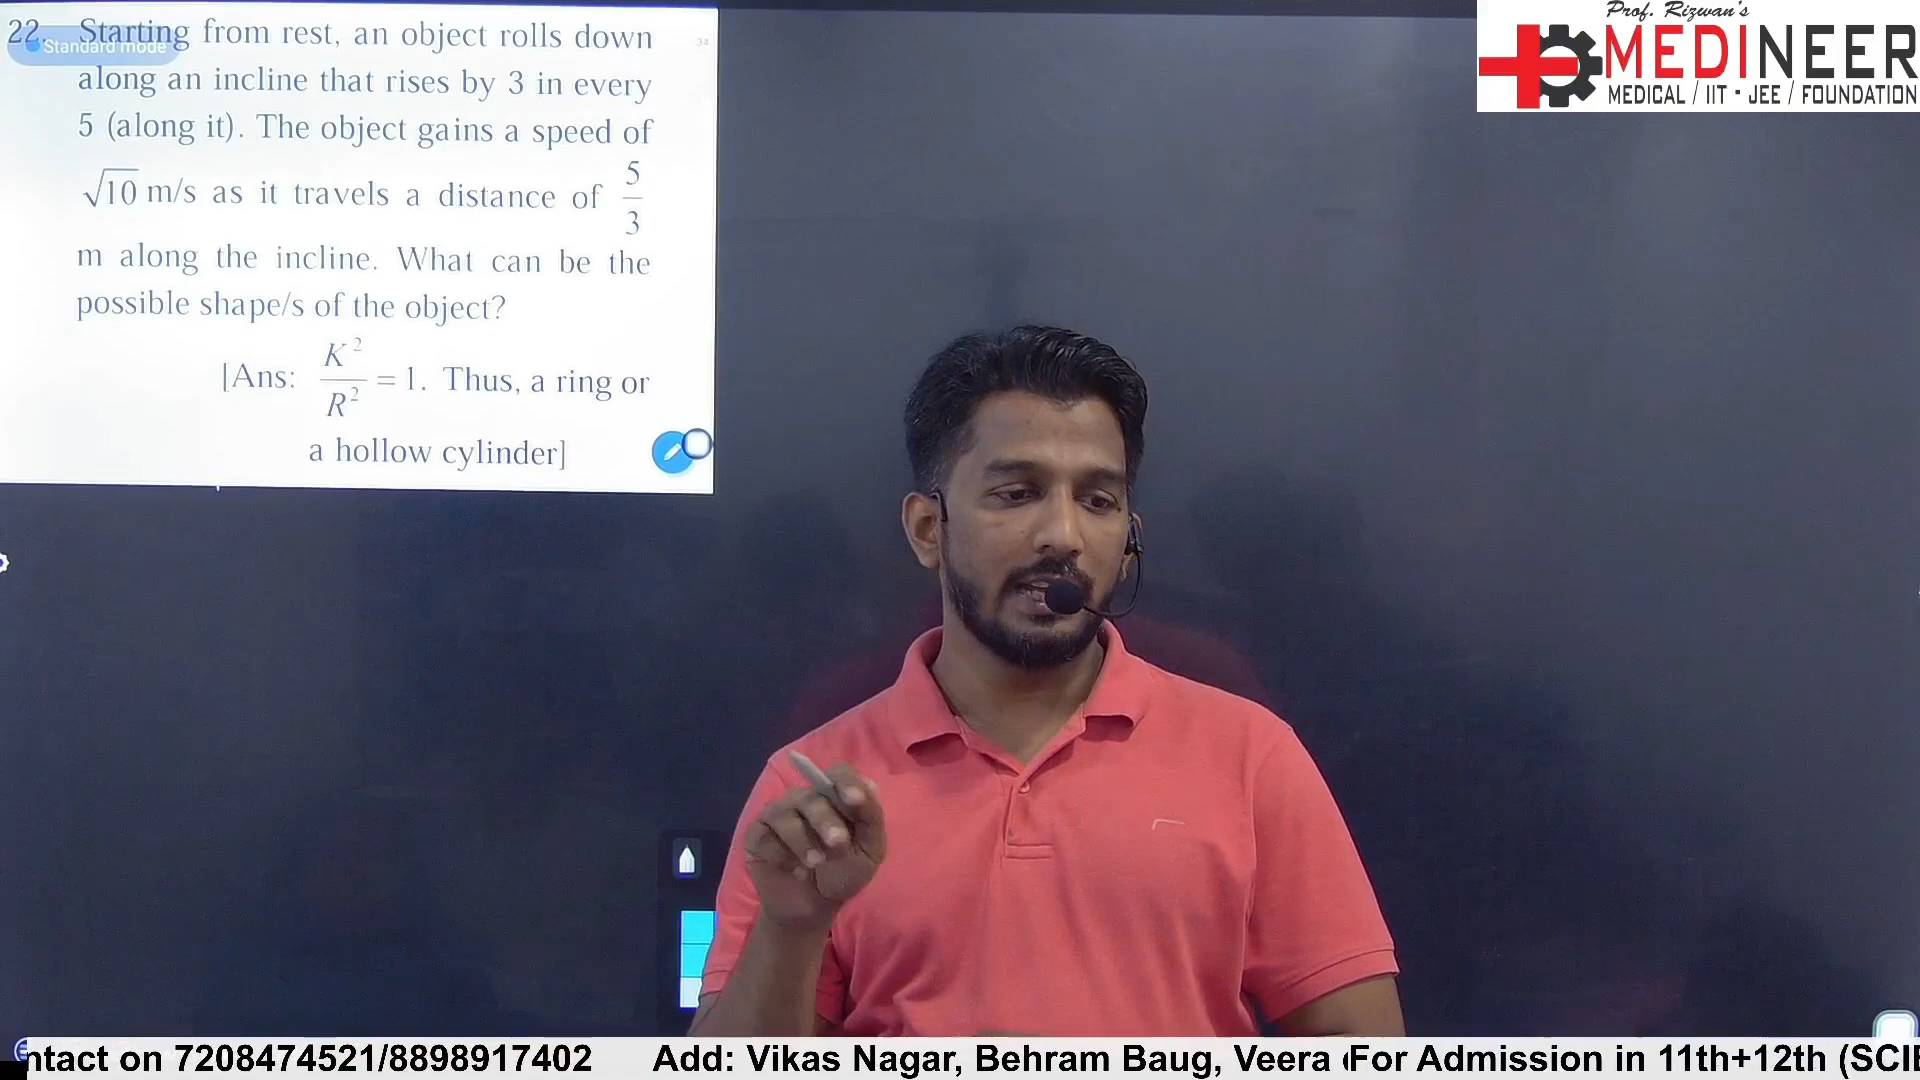 22. Starting from rest, an object rolls down
Standard mode
34
along an incline that rises by 3 in every
5 (along it). The object gains a speed of
√10 m/s as it travels a distance of 5/3
m along the incline. What can be the
possible shape/s of the object?
[Ans: K²/R² = 1. Thus, a ring or
a hollow cylinder]
Prof. Rizwan's
MEDINEER
MEDICAL / IIT - JEE / FOUNDATION
ntact on 7208474521/8898917402 Add: Vikas Nagar, Behram Baug, Veera For Admission in 11th+12th (SCIE